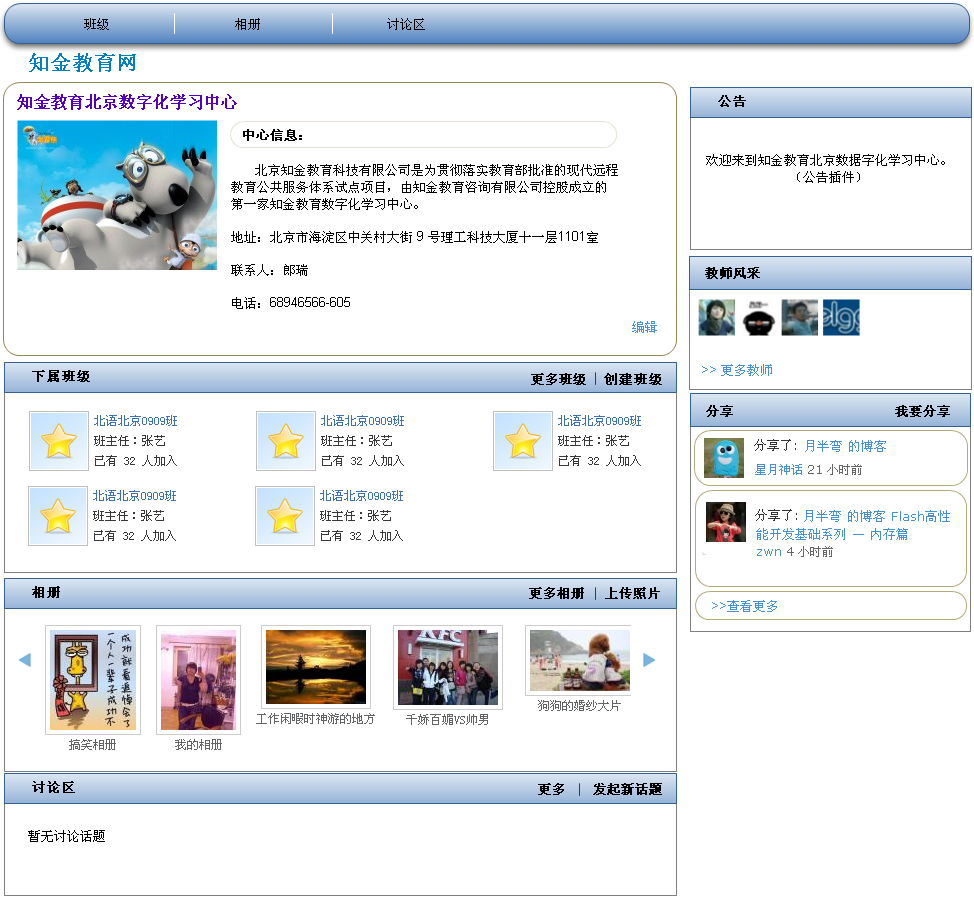 班级
相册
讨论区
知金教育网
知金教育北京数字化学习中心
中心信息：
北京知金教育科技有限公司是为贯彻落实教育部批准的现代远程
教育公共服务体系试点项目，由知金教育咨询有限公司控股成立的
第一家知金教育数字化学习中心。
地址：北京市海淀区中关村大街 9 号理工科技大厦十一层1101室
联系人：郎瑞
电话：68946566-605
编辑
公告
欢迎来到知金教育北京数据字化学习中心。
（公告插件）
教师风采
elgg
>> 更多教师
下属班级
更多班级 | 创建班级
北语北京0909班
班主任：张艺
已有 32 人加入
北语北京0909班
班主任：张艺
已有 32 人加入
北语北京0909班
班主任：张艺
已有 32 人加入
北语北京0909班
班主任：张艺
已有 32 人加入
北语北京0909班
班主任：张艺
已有 32 人加入
分享
我要分享
分享了: 月半弯 的博客
星月神话 21 小时前
分享了: 月半弯 的博客 Flash高性
能开发基础系列 — 内存篇
zwn 4 小时前
>>查看更多
相册
更多相册 | 上传照片
成功就看追悼会了
一个人一辈子成功不
KFC
搞笑相册
我的相册
工作闲暇时神游的地方
千娇百媚VS帅男
狗狗的婚纱大片
讨论区
更多 | 发起新话题
暂无讨论话题